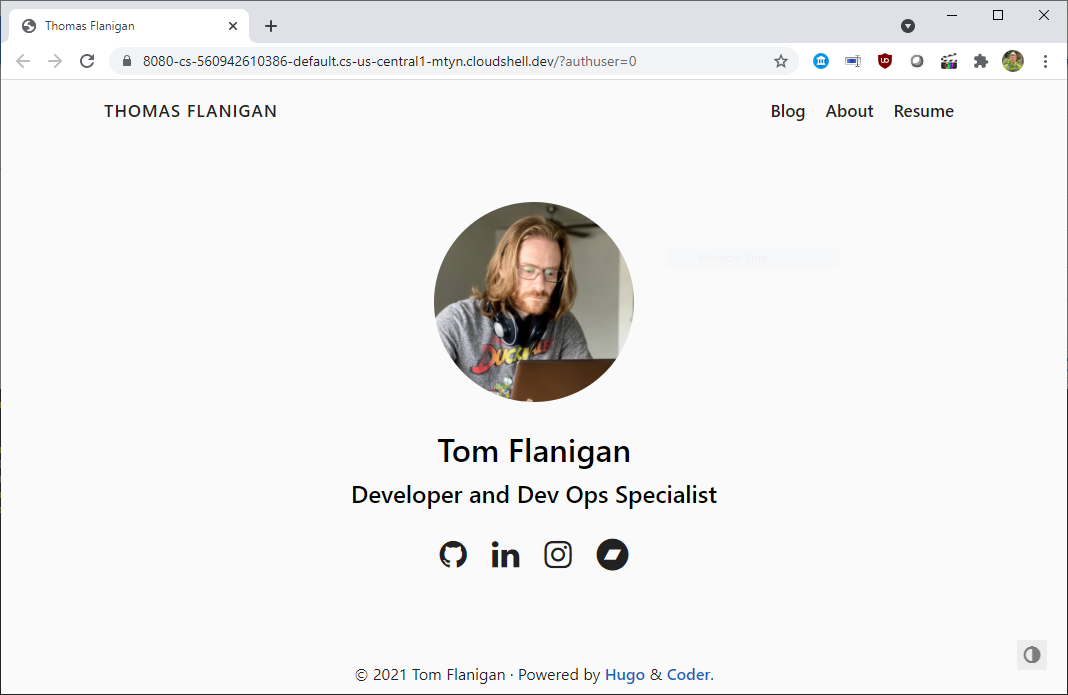 Thomas Flanigan
8080-cs-560942610386-default.cs-us-central1-mtyn.cloudshell.dev/?authuser=0
THOMAS FLANIGAN
Blog About Resume
Window Snip
Tom Flanigan
Developer and Dev Ops Specialist
in
© 2021 Tom Flanigan · Powered by Hugo & Coder.